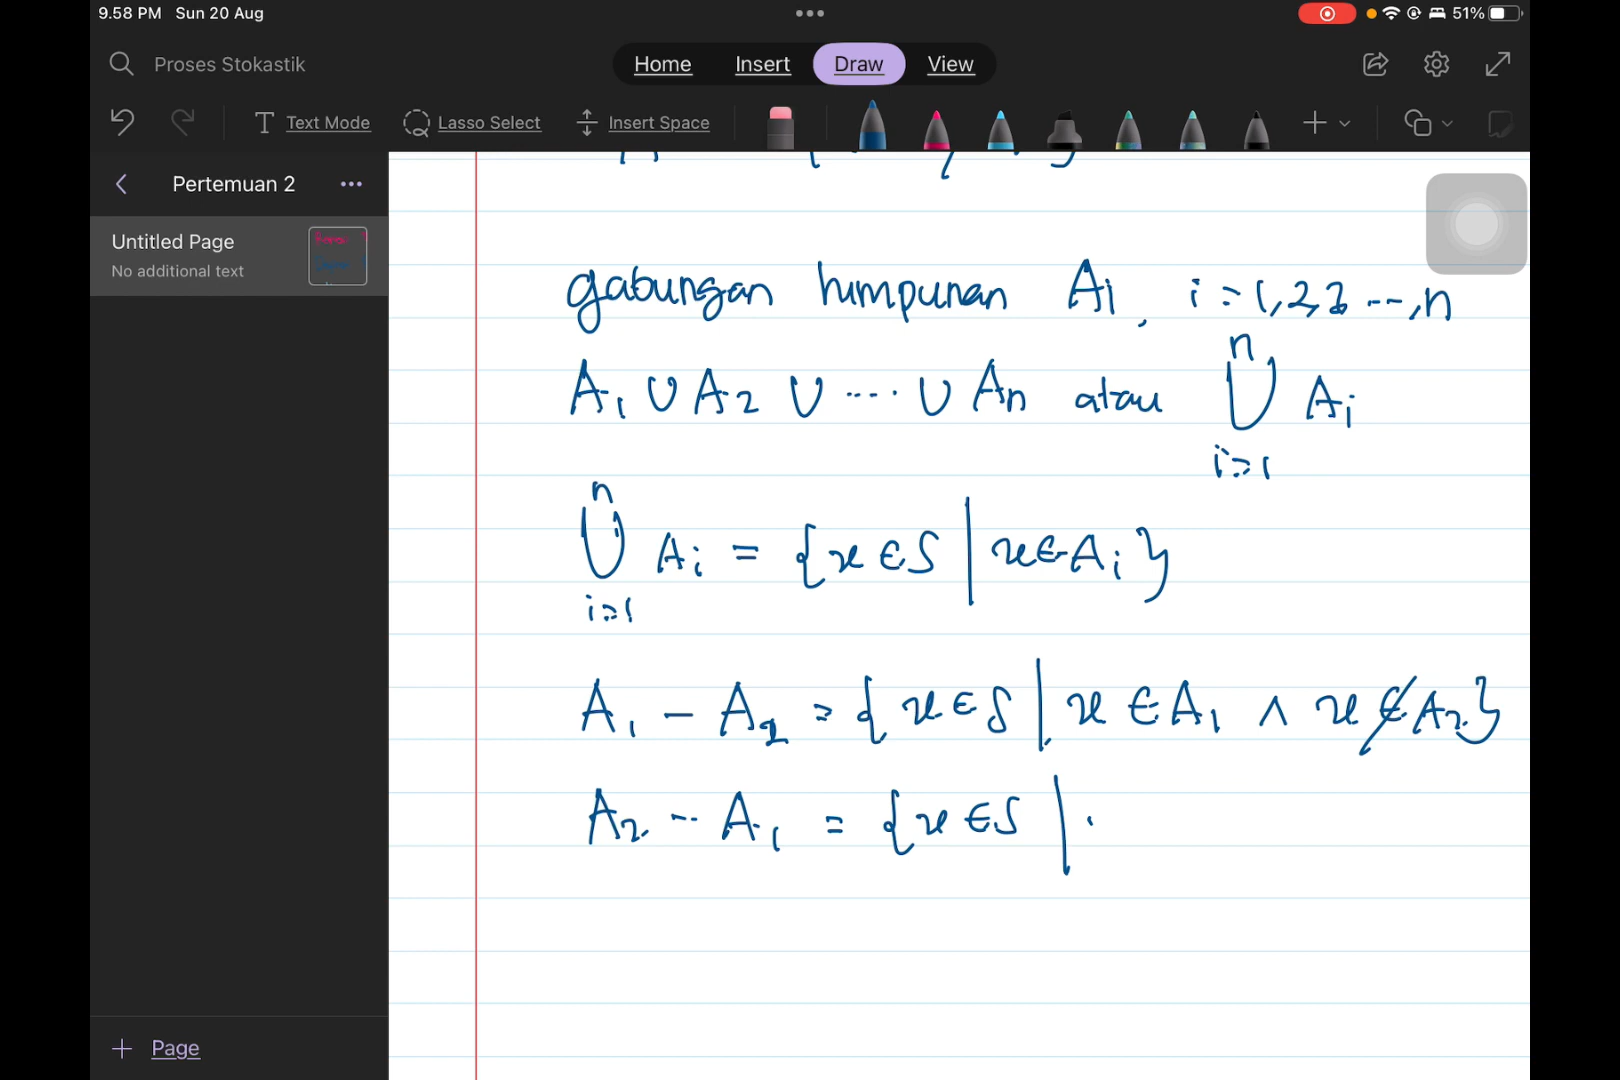 9.58 PM Sun 20 Aug
51%
Proses Stokastik
Home Insert Draw View
Text Mode Lasso Select Insert Space
Pertemuan 2
Untitled Page
No additional text
gabungan himpunan Ai, i = 1, 2, 3 ..., n
A₁ ∪ A₂ ∪ .... ∪ An atau ⋃ⁿᵢ₌₁ Ai
⋃ⁿᵢ₌₁ Ai = {x ∈ S | x ∈ Ai}
A₁ − A₂ = {x ∈ S | x ∈ A₁ ∧ x ∉ A₂}
A₂ − A₁ = {x ∈ S |
+ Page